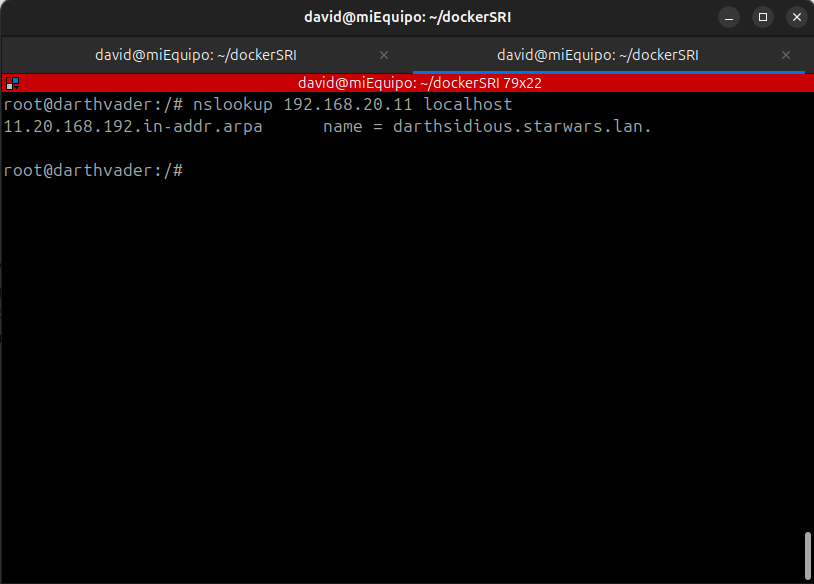 david@miEquipo: ~/dockerSRI
david@miEquipo: ~/dockerSRI
david@miEquipo: ~/dockerSRI
david@miEquipo: ~/dockerSRI 79x22
root@darthvader:/# nslookup 192.168.20.11 localhost
11.20.168.192.in-addr.arpa      name = darthsidious.starwars.lan.
root@darthvader:/#